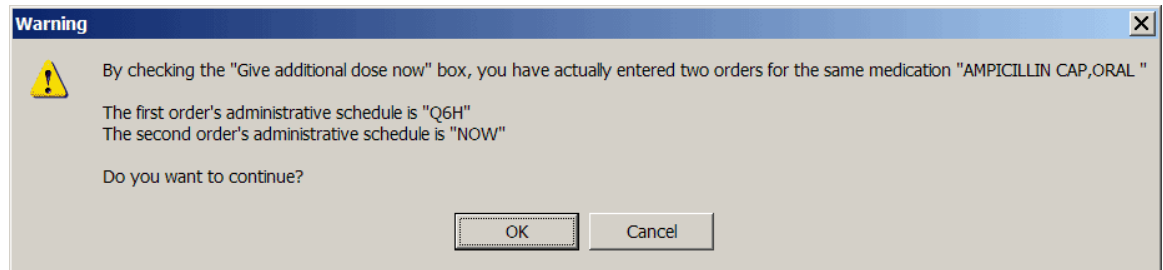 Warning
By checking the "Give additional dose now" box, you have actually entered two orders for the same medication "AMPICILLIN CAP,ORAL "
The first order's administrative schedule is "Q6H"
The second order's administrative schedule is "NOW"
Do you want to continue?
OK Cancel